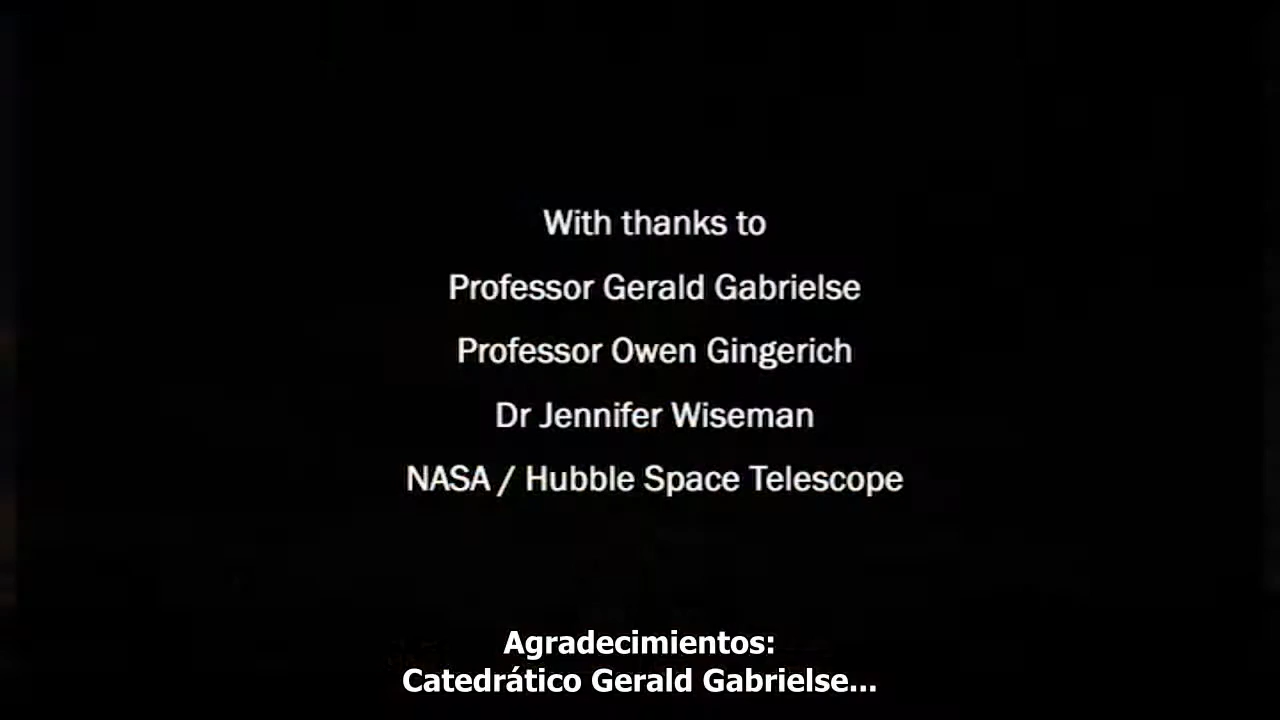 With thanks to
Professor Gerald Gabrielse
Professor Owen Gingerich
Dr Jennifer Wiseman
NASA / Hubble Space Telescope
Agradecimientos:
Catedrático Gerald Gabrielse...